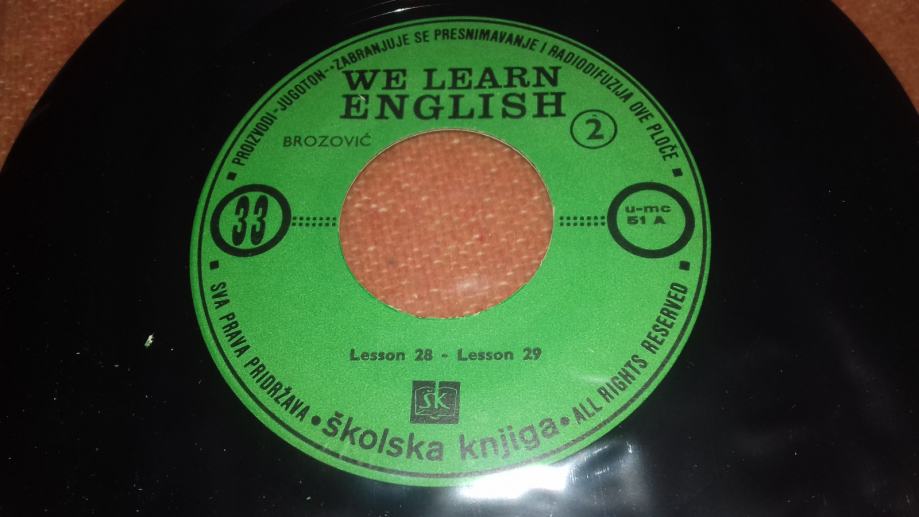 PROIZVODI-JUGOTON--•ZABRANJUJE SE PRESNIMAVANJE I RADIODIFUZIJA OVE PLOČE
WE LEARN
ENGLISH
BROZOVIĆ
2
33
u-mc
51 A
Lesson 28 - Lesson 29
ŠK
SVA PRAVA PRIDRŽAVA • školska knjiga • ALL RIGHTS RESERVED